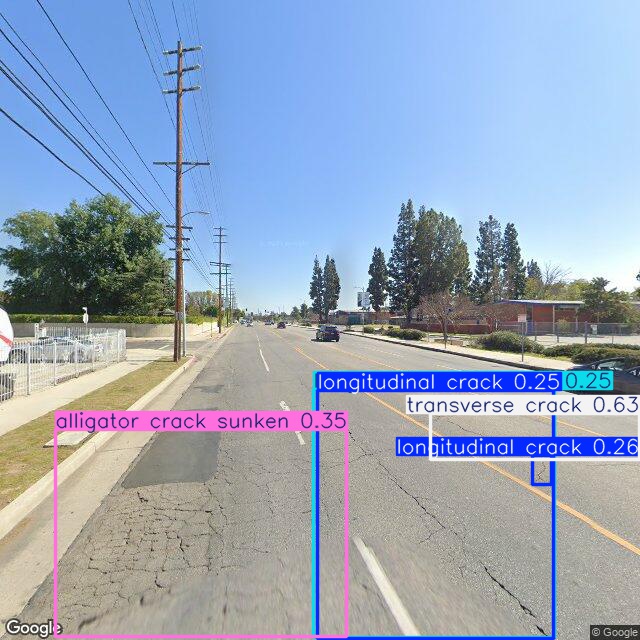 longitudinal crack 0.25 0.25
transverse crack 0.63
alligator crack sunken 0.35
longitudinal crack 0.26
Google
© Google